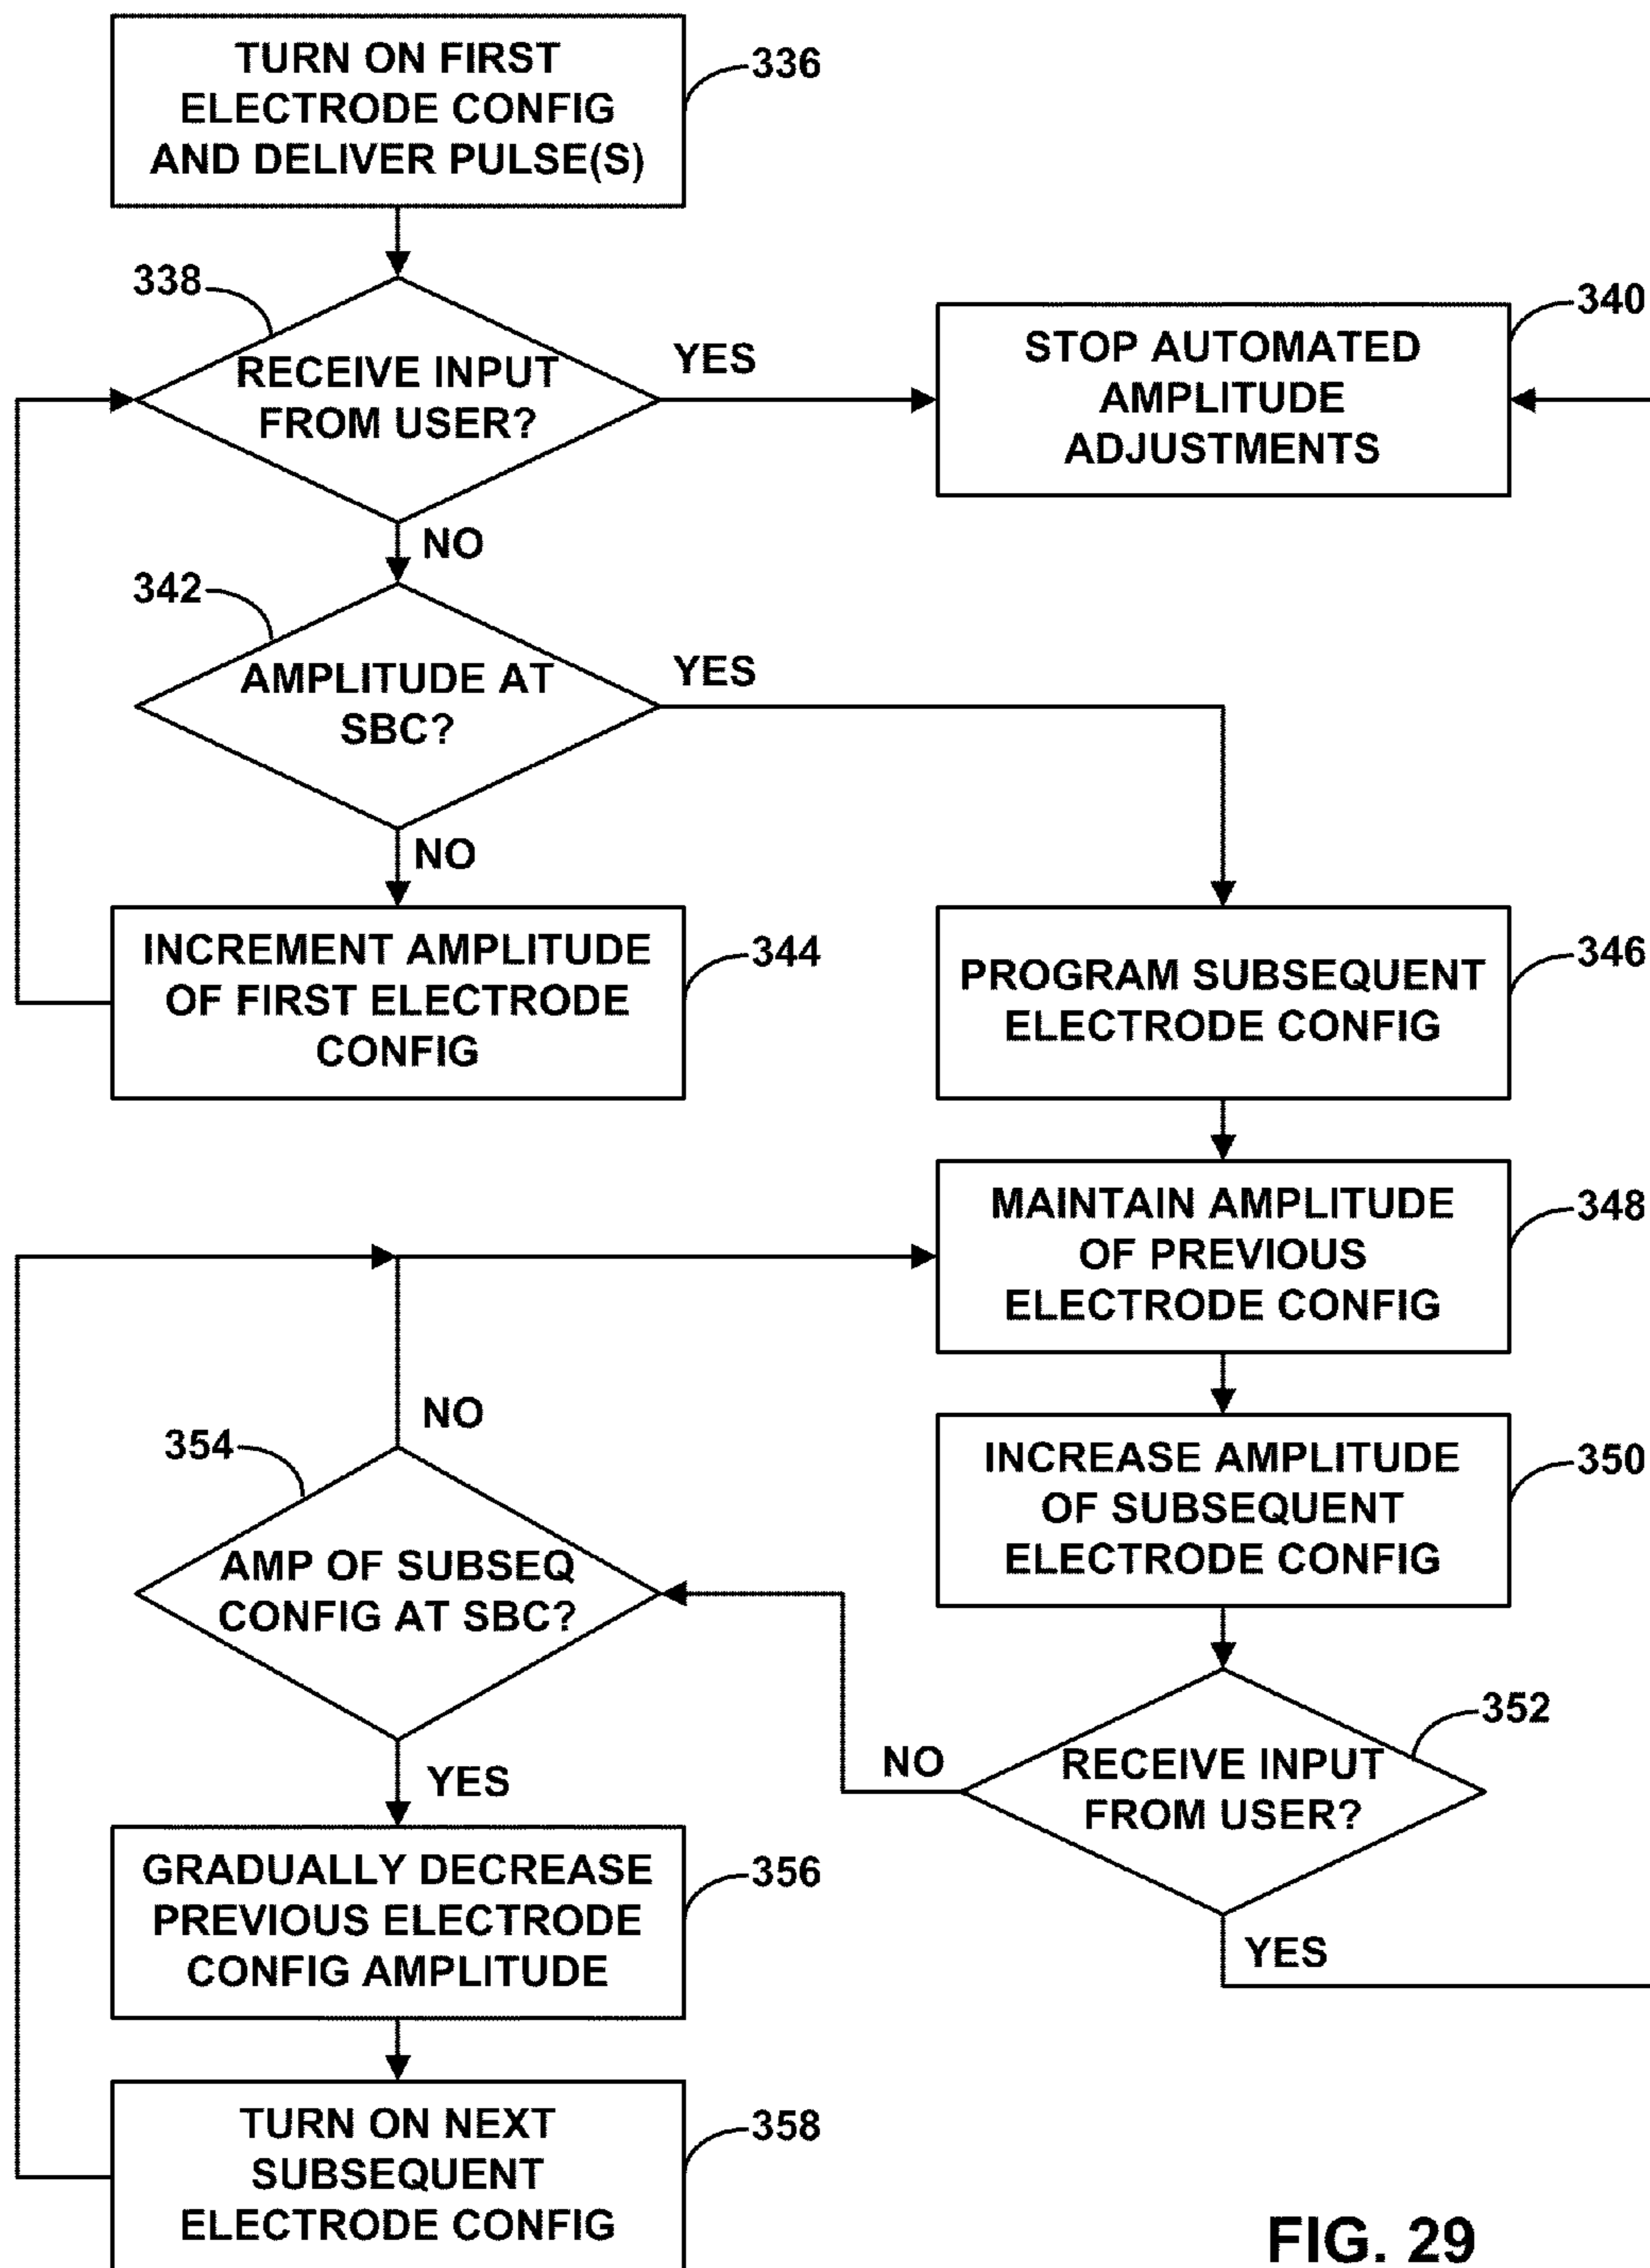 TURN ON FIRST
ELECTRODE CONFIG
AND DELIVER PULSE(S)
336
338
RECEIVE INPUT
FROM USER?
YES
NO
340
STOP AUTOMATED
AMPLITUDE
ADJUSTMENTS
342
AMPLITUDE AT
SBC?
YES
NO
INCREMENT AMPLITUDE
OF FIRST ELECTRODE
CONFIG
344
PROGRAM SUBSEQUENT
ELECTRODE CONFIG
346
MAINTAIN AMPLITUDE
OF PREVIOUS
ELECTRODE CONFIG
348
INCREASE AMPLITUDE
OF SUBSEQUENT
ELECTRODE CONFIG
350
352
RECEIVE INPUT
FROM USER?
NO
YES
354
NO
AMP OF SUBSEQ
CONFIG AT SBC?
YES
GRADUALLY DECREASE
PREVIOUS ELECTRODE
CONFIG AMPLITUDE
356
TURN ON NEXT
SUBSEQUENT
ELECTRODE CONFIG
358
FIG. 29